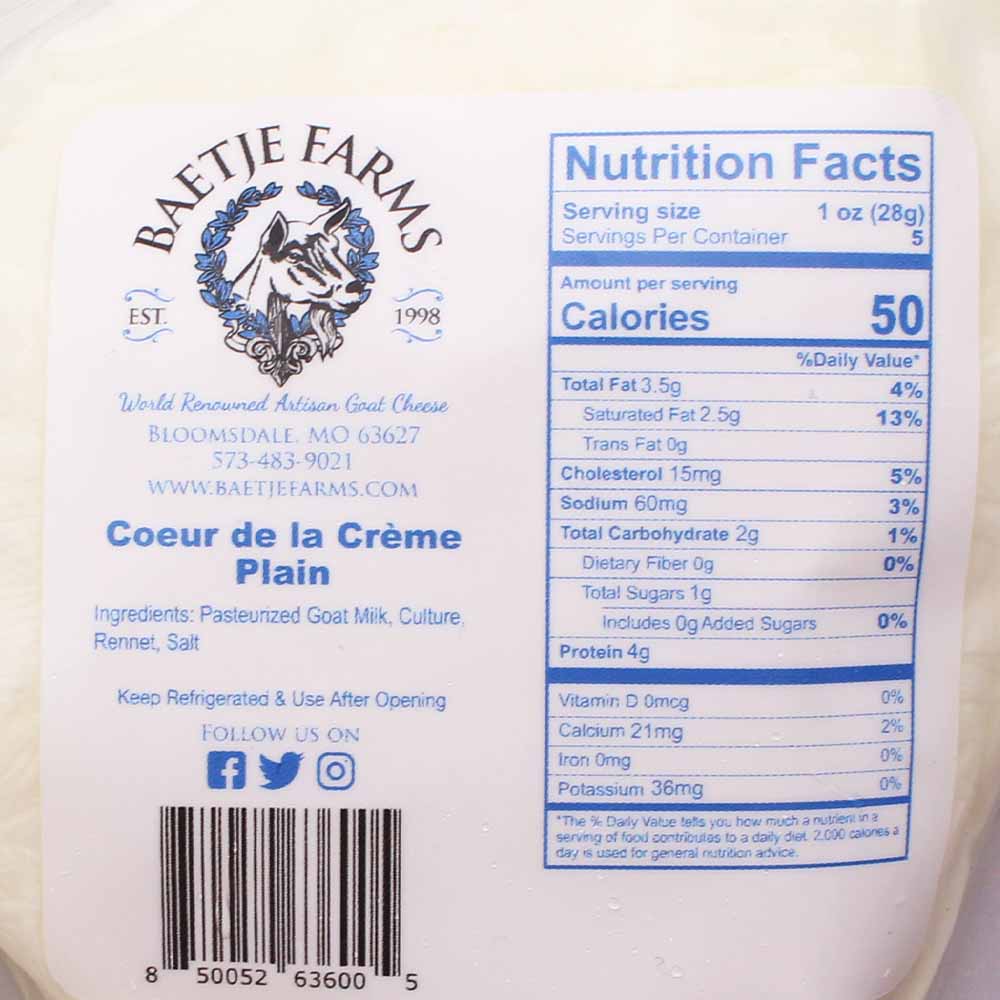 BAETJE FARMS
EST. 1998
World Renowned Artisan Goat Cheese
BLOOMSDALE, MO 63627
573-483-9021
WWW.BAETJEFARMS.COM
Coeur de la Crème
Plain
Ingredients: Pasteurized Goat Milk, Culture,
Rennet, Salt
Keep Refrigerated & Use After Opening
FOLLOW US ON
8 50052 63600 5
Nutrition Facts
Serving size 1 oz (28g)
Servings Per Container 5
Amount per serving
Calories 50
%Daily Value*
Total Fat 3.5g 4%
Saturated Fat 2.5g 13%
Trans Fat 0g
Cholesterol 15mg 5%
Sodium 60mg 3%
Total Carbohydrate 2g 1%
Dietary Fiber 0g 0%
Total Sugars 1g
Includes 0g Added Sugars 0%
Protein 4g
Vitamin D 0mcg 0%
Calcium 21mg 2%
Iron 0mg 0%
Potassium 36mg 0%
*The % Daily Value tells you how much a nutrient in a
serving of food contributes to a daily diet. 2,000 calories a
day is used for general nutrition advice.